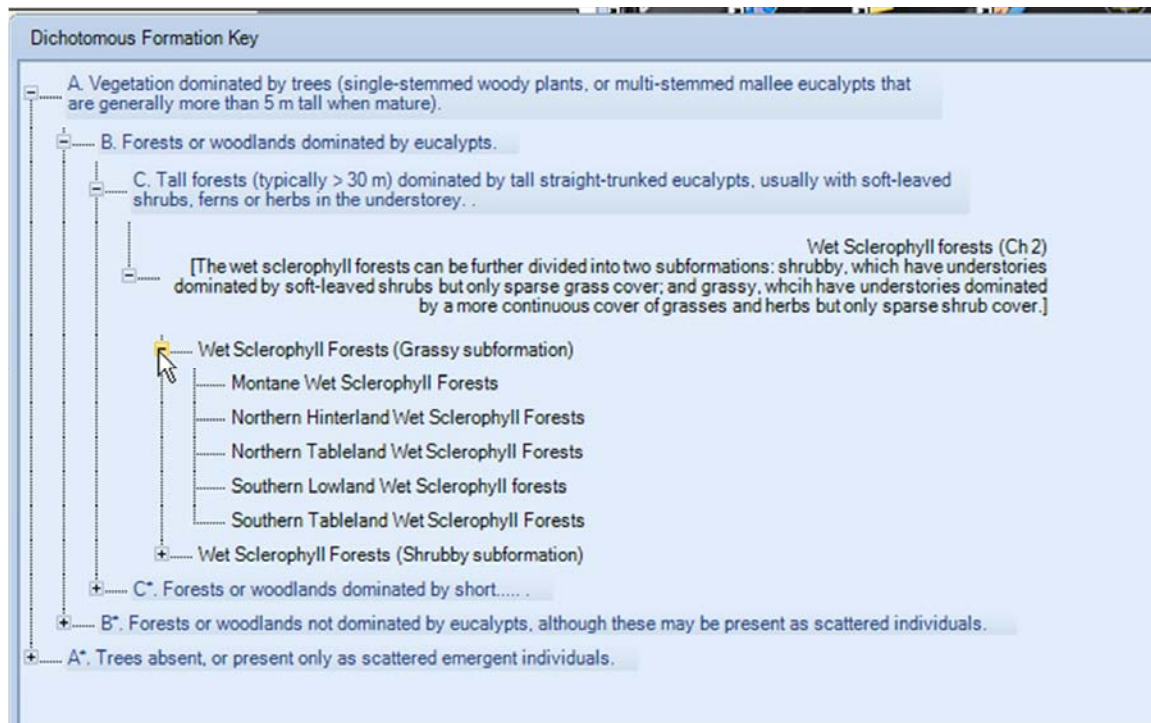 Dichotomous Formation Key
A. Vegetation dominated by trees (single-stemmed woody plants, or multi-stemmed mallee eucalypts that
are generally more than 5 m tall when mature).
B. Forests or woodlands dominated by eucalypts.
C. Tall forests (typically > 30 m) dominated by tall straight-trunked eucalypts, usually with soft-leaved
shrubs, ferns or herbs in the understorey. .
Wet Sclerophyll forests (Ch 2)
[The wet sclerophyll forests can be further divided into two subformations: shrubby, which have understories
dominated by soft-leaved shrubs but only sparse grass cover; and grassy, whcih have understories dominated
by a more continuous cover of grasses and herbs but only sparse shrub cover.]
Wet Sclerophyll Forests (Grassy subformation)
Montane Wet Sclerophyll Forests
Northern Hinterland Wet Sclerophyll Forests
Northern Tableland Wet Sclerophyll Forests
Southern Lowland Wet Sclerophyll forests
Southern Tableland Wet Sclerophyll Forests
Wet Sclerophyll Forests (Shrubby subformation)
C*. Forests or woodlands dominated by short..... .
B*. Forests or woodlands not dominated by eucalypts, although these may be present as scattered individuals.
A*. Trees absent, or present only as scattered emergent individuals.